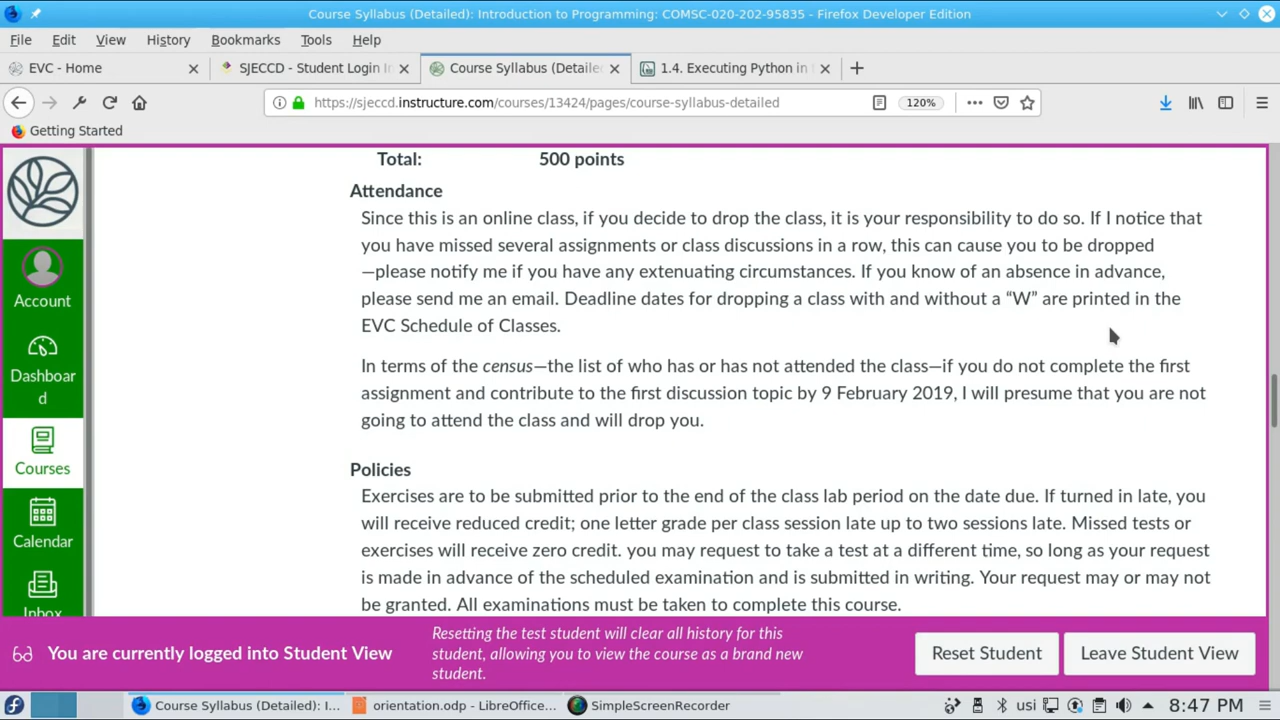 Course Syllabus (Detailed): Introduction to Programming: COMSC-020-202-95835 - Firefox Developer Edition
File Edit View History Bookmarks Tools Help
EVC - Home
SJECCD - Student Login I
Course Syllabus (Detaile
1.4. Executing Python in
https://sjeccd.instructure.com/courses/13424/pages/course-syllabus-detailed
120%
Getting Started
Total: 500 points
Attendance
Since this is an online class, if you decide to drop the class, it is your responsibility to do so. If I notice that
you have missed several assignments or class discussions in a row, this can cause you to be dropped
—please notify me if you have any extenuating circumstances. If you know of an absence in advance,
please send me an email. Deadline dates for dropping a class with and without a “W” are printed in the
EVC Schedule of Classes.
In terms of the census—the list of who has or has not attended the class—if you do not complete the first
assignment and contribute to the first discussion topic by 9 February 2019, I will presume that you are not
going to attend the class and will drop you.
Policies
Exercises are to be submitted prior to the end of the class lab period on the date due. If turned in late, you
will receive reduced credit; one letter grade per class session late up to two sessions late. Missed tests or
exercises will receive zero credit. you may request to take a test at a different time, so long as your request
is made in advance of the scheduled examination and is submitted in writing. Your request may or may not
be granted. All examinations must be taken to complete this course.
Account
Dashboar
d
Courses
Calendar
Inbox
You are currently logged into Student View
Resetting the test student will clear all history for this
student, allowing you to view the course as a brand new
student.
Reset Student
Leave Student View
Course Syllabus (Detailed): I...
orientation.odp - LibreOffice...
SimpleScreenRecorder
usi
8:47 PM